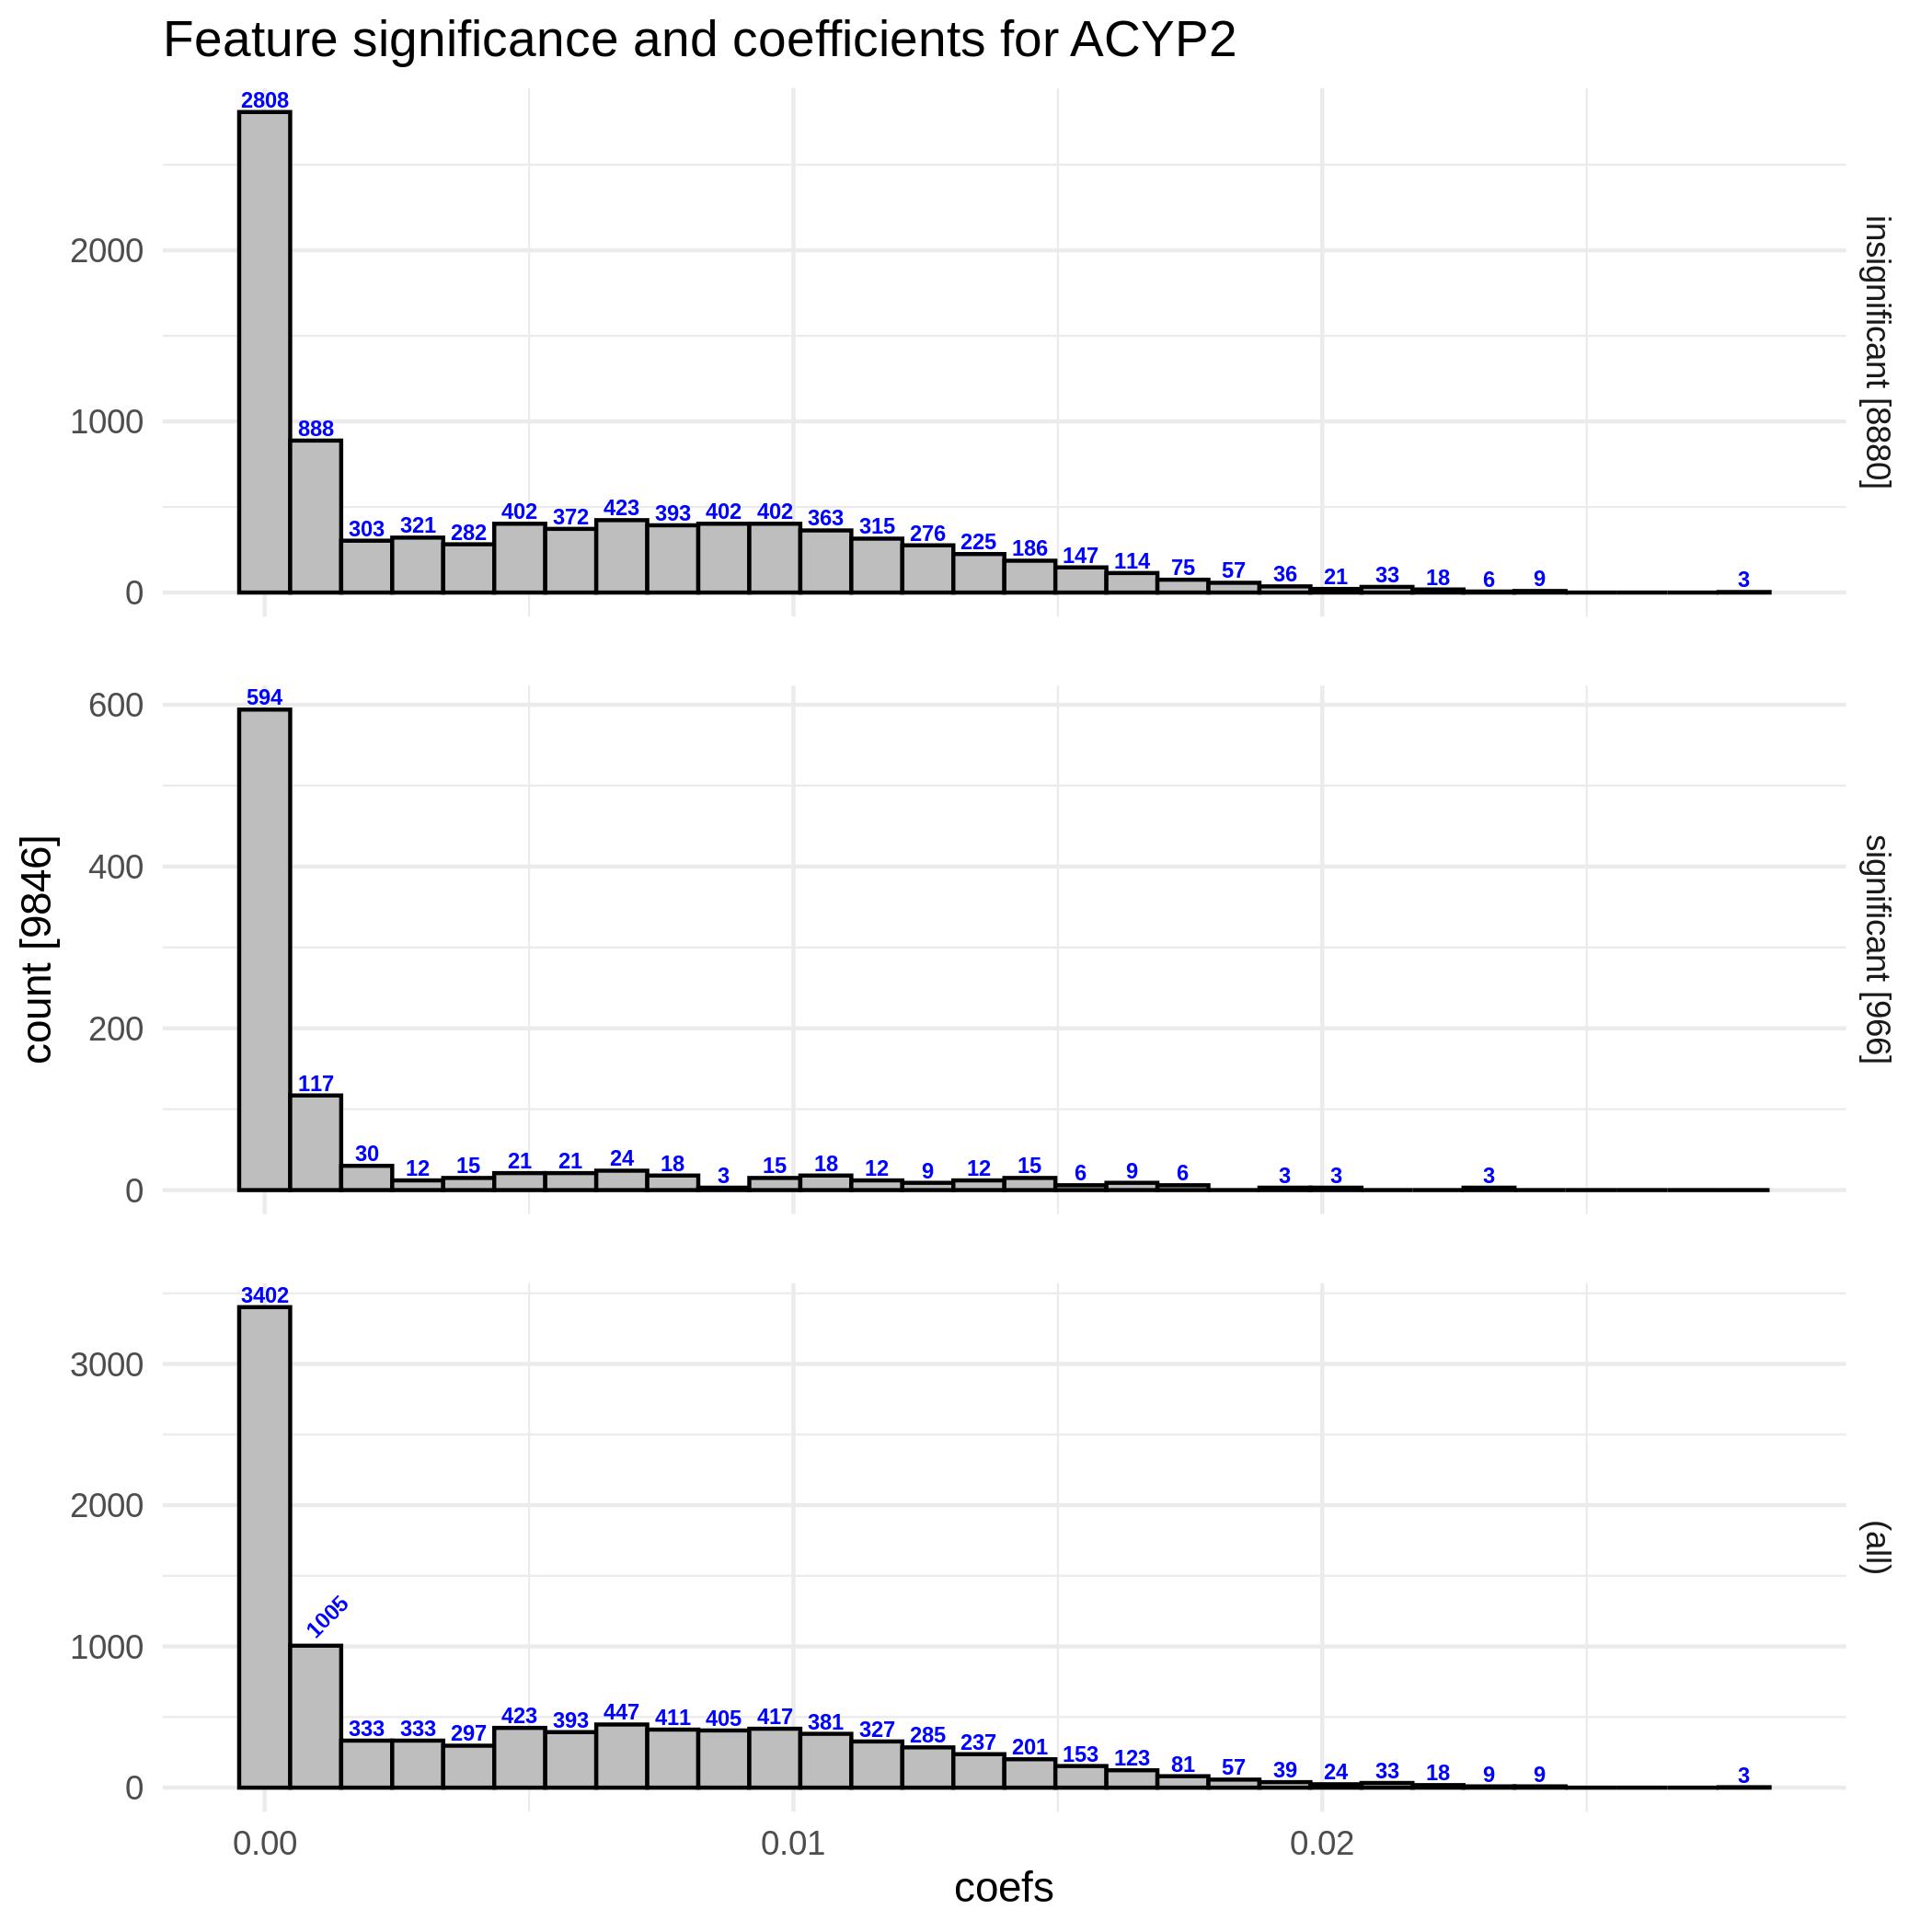 Feature significance and coefficients for ACYP2
2808
888
303 321 282 402 372 423 393 402 402 363 315 276 225 186 147 114 75 57 36 21 33 18 6 9 3
2000
1000
0
insignificant [8880]
594
117
30 12 15 21 21 24 18 3 15 18 12 9 12 15 6 9 6 3 3 3
600
400
200
0
significant [966]
count [9846]
3402
1005
333 333 297 423 393 447 411 405 417 381 327 285 237 201 153 123 81 57 39 24 33 18 9 9 3
3000
2000
1000
0
(all)
0.00 0.01 0.02
coefs